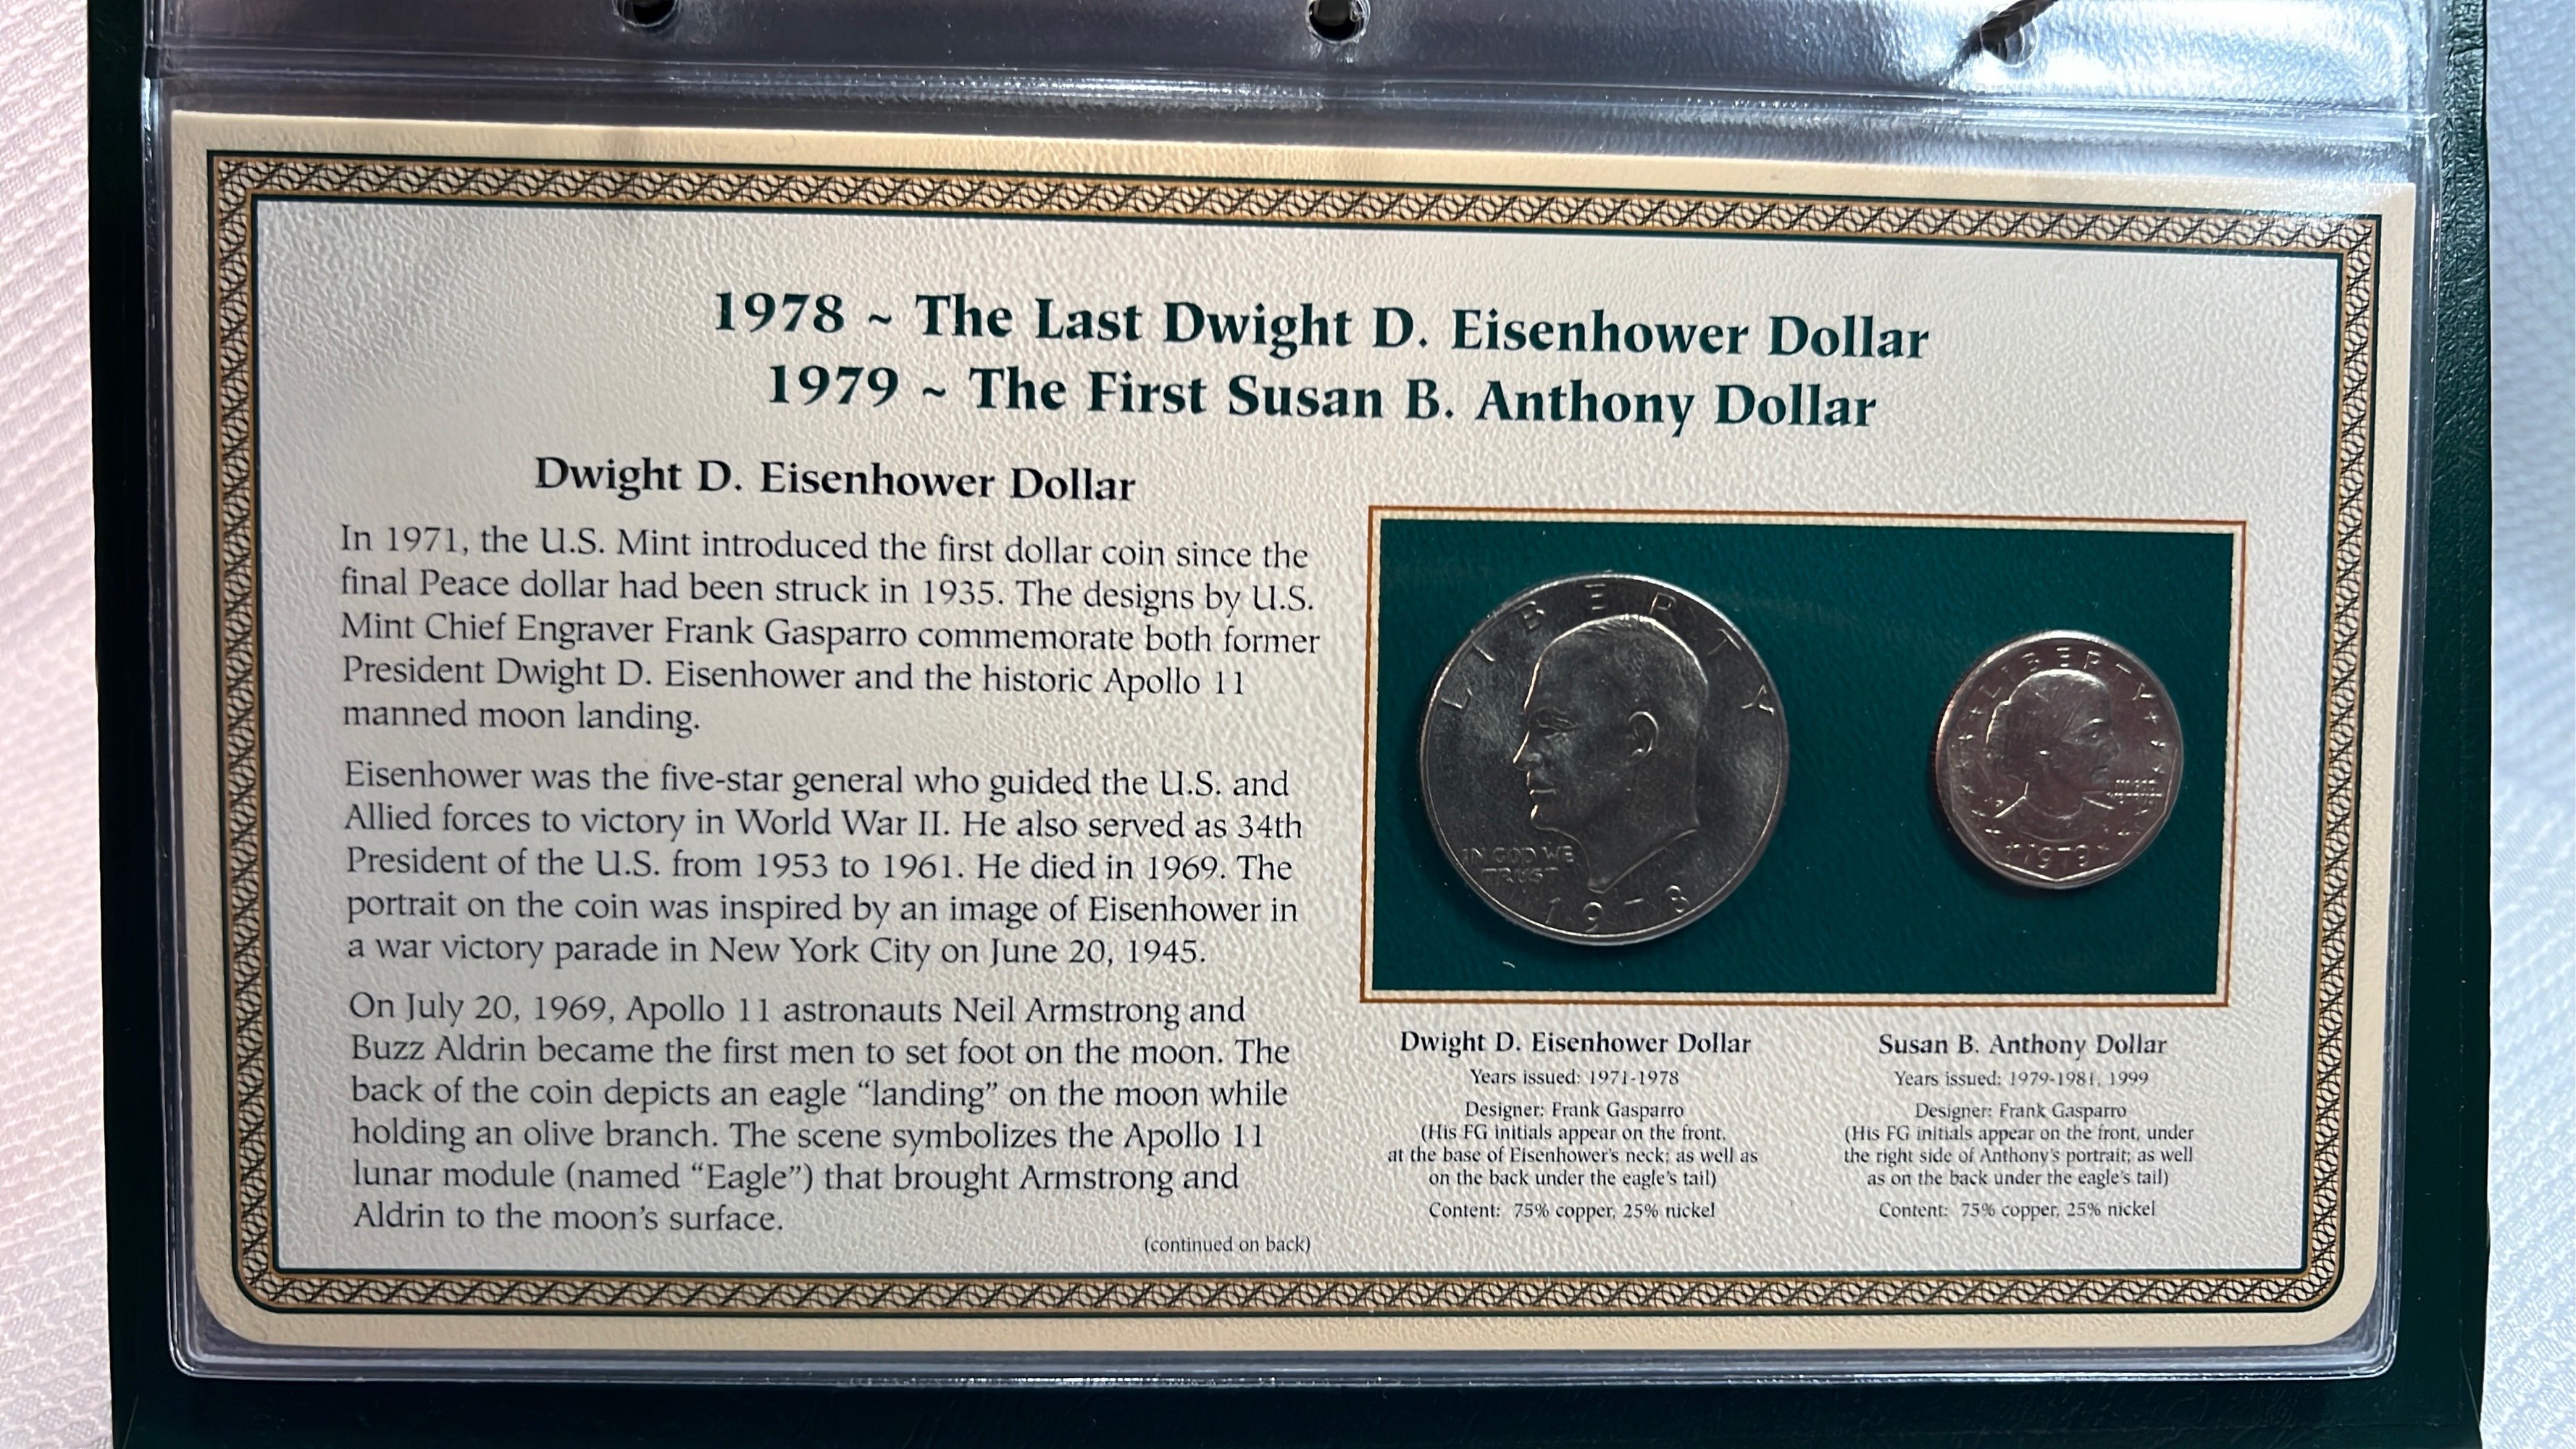 1978 ~ The Last Dwight D. Eisenhower Dollar
1979 ~ The First Susan B. Anthony Dollar
Dwight D. Eisenhower Dollar
In 1971, the U.S. Mint introduced the first dollar coin since the
final Peace dollar had been struck in 1935. The designs by U.S.
Mint Chief Engraver Frank Gasparro commemorate both former
President Dwight D. Eisenhower and the historic Apollo 11
manned moon landing.
Eisenhower was the five-star general who guided the U.S. and
Allied forces to victory in World War II. He also served as 34th
President of the U.S. from 1953 to 1961. He died in 1969. The
portrait on the coin was inspired by an image of Eisenhower in
a war victory parade in New York City on June 20, 1945.
On July 20, 1969, Apollo 11 astronauts Neil Armstrong and
Buzz Aldrin became the first men to set foot on the moon. The
back of the coin depicts an eagle “landing” on the moon while
holding an olive branch. The scene symbolizes the Apollo 11
lunar module (named “Eagle”) that brought Armstrong and
Aldrin to the moon’s surface.
(continued on back)
LIBERTY
IN GOD WE
TRUST
1978
LIBERTY
1979
Dwight D. Eisenhower Dollar
Years issued: 1971-1978
Designer: Frank Gasparro
(His FG initials appear on the front,
at the base of Eisenhower’s neck; as well as
on the back under the eagle’s tail)
Content: 75% copper, 25% nickel
Susan B. Anthony Dollar
Years issued: 1979-1981, 1999
Designer: Frank Gasparro
(His FG initials appear on the front, under
the right side of Anthony’s portrait; as well
as on the back under the eagle’s tail)
Content: 75% copper, 25% nickel